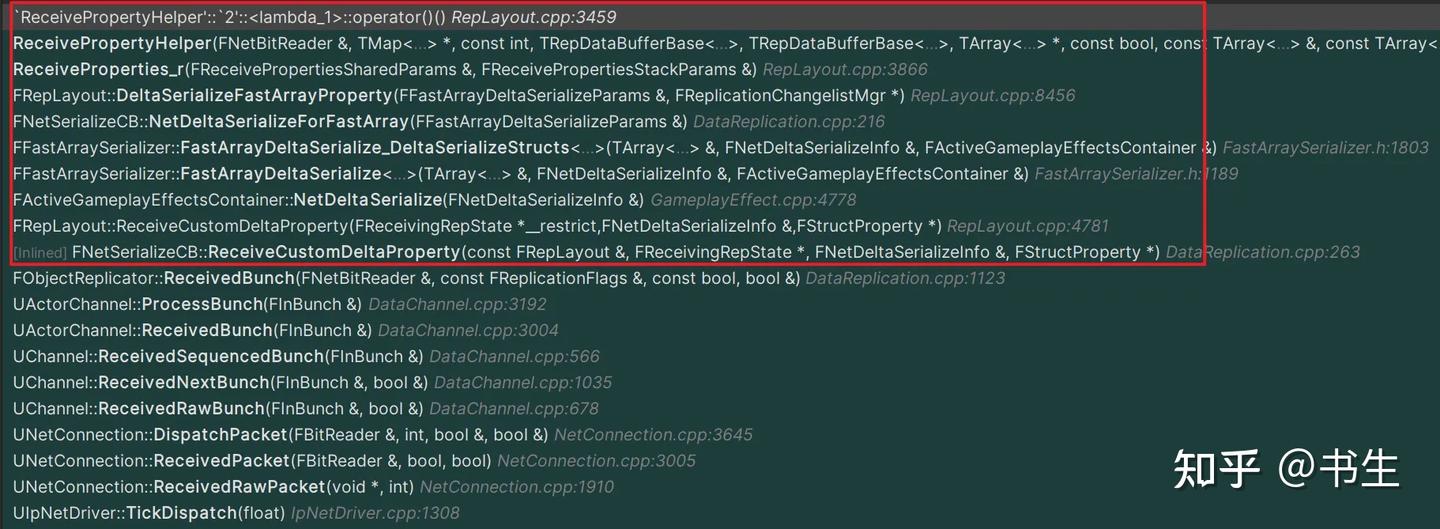 `ReceivePropertyHelper'::`2'::<lambda_1>::operator()() RepLayout.cpp:3459
ReceivePropertyHelper(FNetBitReader &, TMap<...> *, const int, TRepDataBufferBase<...>, TRepDataBufferBase<...>, TArray<...> *, const bool, const TArray<...> &, const TArray<
ReceiveProperties_r(FReceivePropertiesSharedParams &, FReceivePropertiesStackParams &) RepLayout.cpp:3866
FRepLayout::DeltaSerializeFastArrayProperty(FFastArrayDeltaSerializeParams &, FReplicationChangelistMgr *) RepLayout.cpp:8456
FNetSerializeCB::NetDeltaSerializeForFastArray(FFastArrayDeltaSerializeParams &) DataReplication.cpp:216
FFastArraySerializer::FastArrayDeltaSerialize_DeltaSerializeStructs<...>(TArray<...> &, FNetDeltaSerializeInfo &, FActiveGameplayEffectsContainer &) FastArraySerializer.h:1803
FFastArraySerializer::FastArrayDeltaSerialize<...>(TArray<...> &, FNetDeltaSerializeInfo &, FActiveGameplayEffectsContainer &) FastArraySerializer.h:1189
FActiveGameplayEffectsContainer::NetDeltaSerialize(FNetDeltaSerializeInfo &) GameplayEffect.cpp:4778
FRepLayout::ReceiveCustomDeltaProperty(FReceivingRepState *__restrict,FNetDeltaSerializeInfo &,FStructProperty *) RepLayout.cpp:4781
[Inlined] FNetSerializeCB::ReceiveCustomDeltaProperty(const FRepLayout &, FReceivingRepState *, FNetDeltaSerializeInfo &, FStructProperty *) DataReplication.cpp:263
FObjectReplicator::ReceivedBunch(FNetBitReader &, const FReplicationFlags &, const bool, bool &) DataReplication.cpp:1123
UActorChannel::ProcessBunch(FInBunch &) DataChannel.cpp:3192
UActorChannel::ReceivedBunch(FInBunch &) DataChannel.cpp:3004
UChannel::ReceivedSequencedBunch(FInBunch &) DataChannel.cpp:566
UChannel::ReceivedNextBunch(FInBunch &, bool &) DataChannel.cpp:1035
UChannel::ReceivedRawBunch(FInBunch &, bool &) DataChannel.cpp:678
UNetConnection::DispatchPacket(FBitReader &, int, bool &, bool &) NetConnection.cpp:3645
UNetConnection::ReceivedPacket(FBitReader &, bool, bool) NetConnection.cpp:3005
UNetConnection::ReceivedRawPacket(void *, int) NetConnection.cpp:1910
UIpNetDriver::TickDispatch(float) IpNetDriver.cpp:1308
知乎 @书生